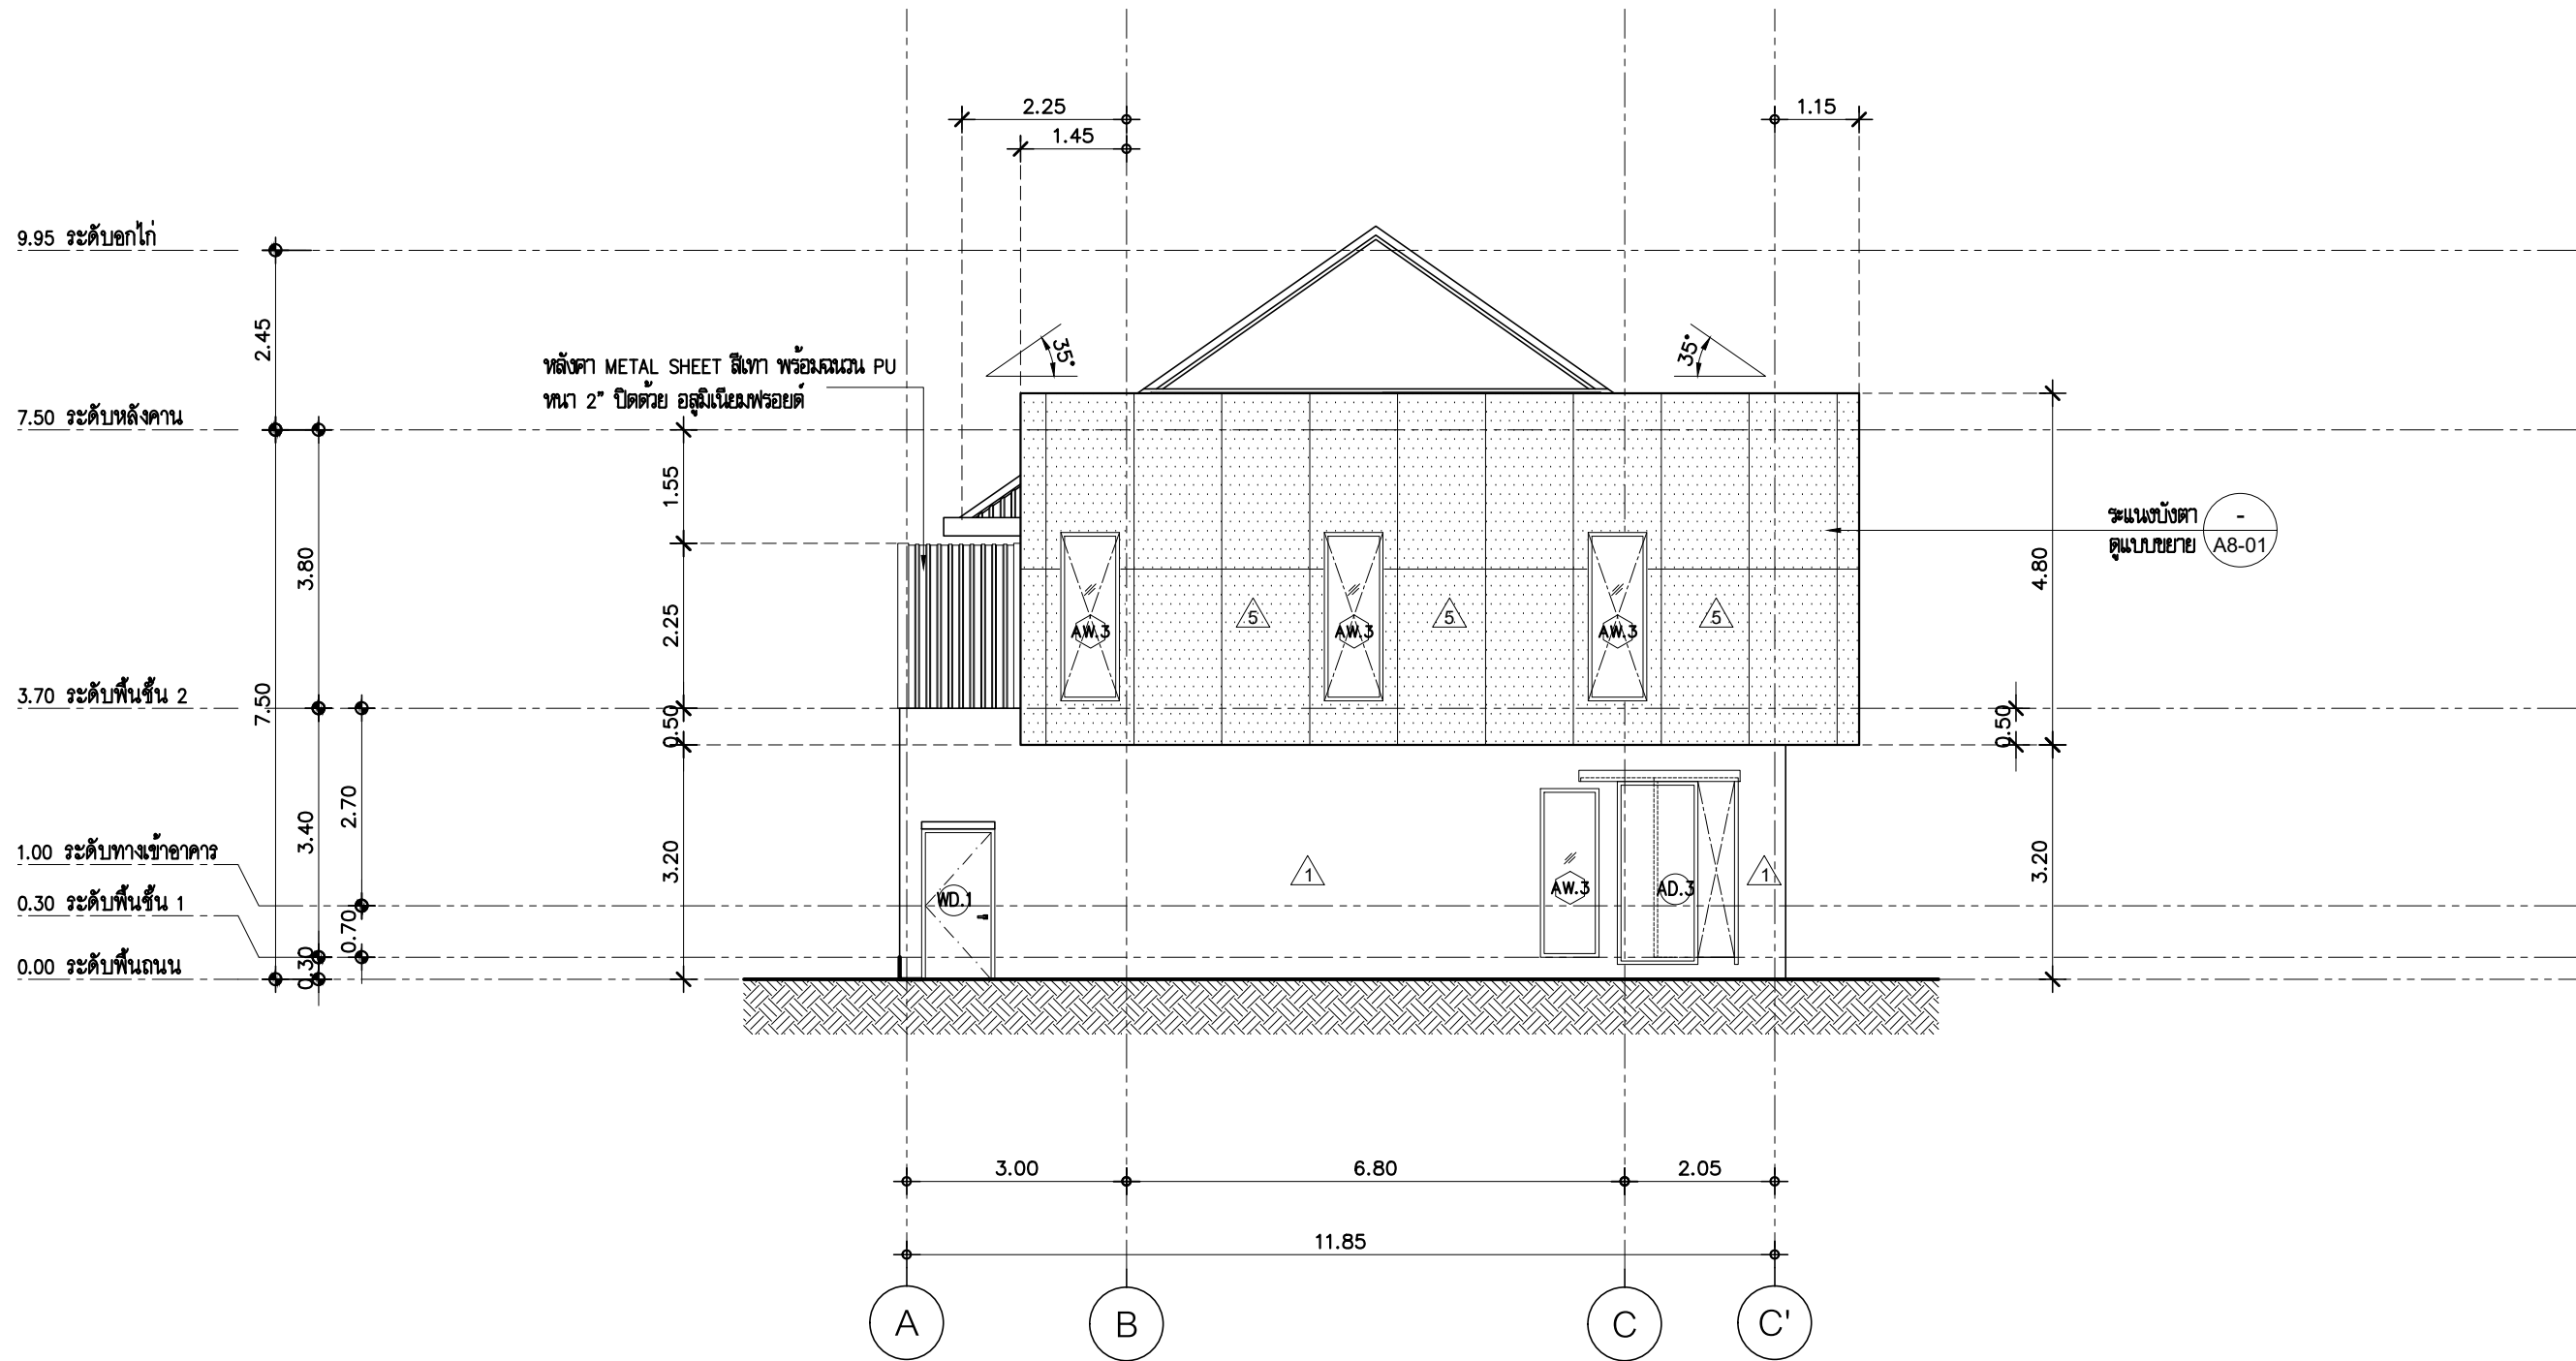 2.25
1.15
1.45
9.95 ระดับอกไก่
2.45
35°
35°
หลังคา METAL SHEET สีเทา พร้อมฉนวน PU
หนา 2" ปิดด้วย อลูมิเนียมฟรอยด์
7.50 ระดับหลังคาน
1.55
ระแนงบังตา
ดูแบบขยาย
-
A8-01
3.80
4.80
2.25
5
5
5
AW.3
AW.3
AW.3
3.70 ระดับพื้นชั้น 2
7.50
0.50
0.50
2.70
3.40
3.20
3.20
1.00 ระดับทางเข้าอาคาร
1
1
WD.1
AW.3
AD.3
0.30 ระดับพื้นชั้น 1
0.70
0.30
0.00 ระดับพื้นถนน
3.00
6.80
2.05
11.85
A
B
C
C'